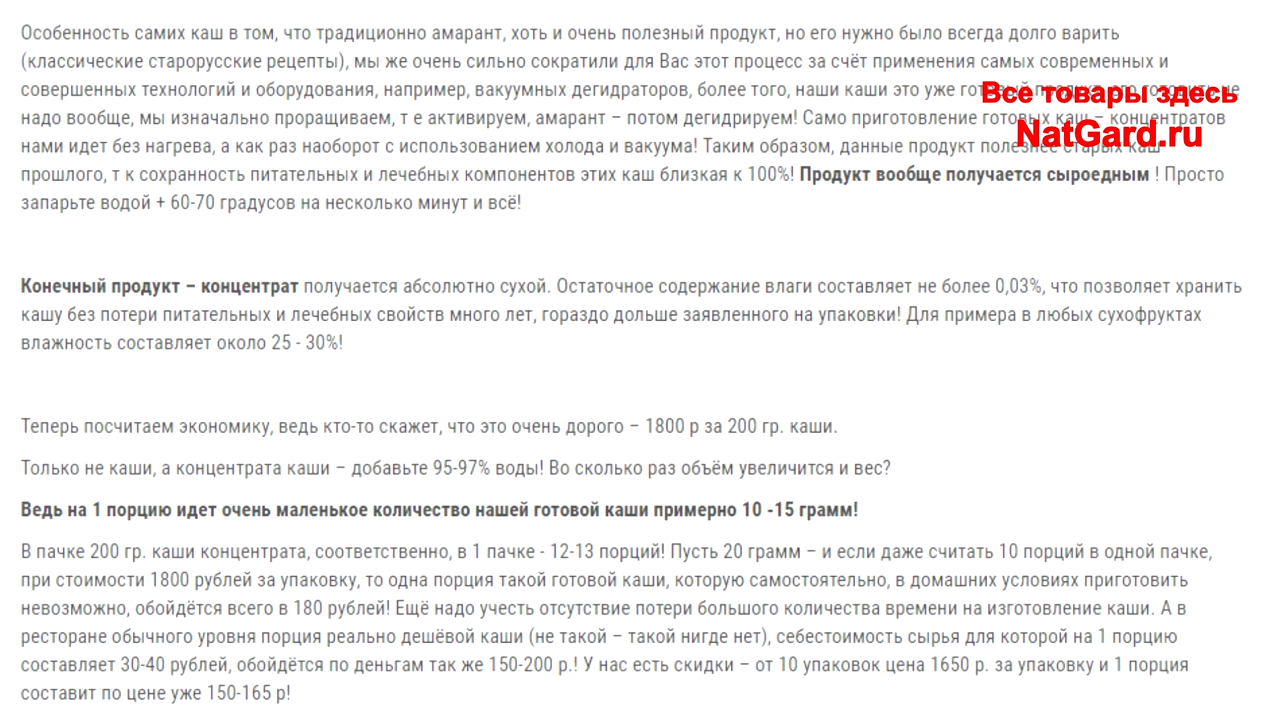 Особенность самих каш в том, что традиционно амарант, хоть и очень полезный продукт, но его нужно было всегда долго варить
(классические старорусские рецепты), мы же очень сильно сократили для Вас этот процесс за счёт применения самых современных и
совершенных технологий и оборудования, например, вакуумных дегидраторов, более того, наши каши это уже готовый продукт, его готовить не
надо вообще, мы изначально проращиваем, т е активируем, амарант – потом дегидрируем! Само приготовление готовых каш – концентратов
нами идет без нагрева, а как раз наоборот с использованием холода и вакуума! Таким образом, данные продукт полезнее старых каш
прошлого, т к сохранность питательных и лечебных компонентов этих каш близкая к 100%! Продукт вообще получается сыроедным ! Просто
запарьте водой + 60-70 градусов на несколько минут и всё!
Все товары здесь
NatGard.ru
Конечный продукт – концентрат получается абсолютно сухой. Остаточное содержание влаги составляет не более 0,03%, что позволяет хранить
кашу без потери питательных и лечебных свойств много лет, гораздо дольше заявленного на упаковки! Для примера в любых сухофруктах
влажность составляет около 25 - 30%!
Теперь посчитаем экономику, ведь кто-то скажет, что это очень дорого – 1800 р за 200 гр. каши.
Только не каши, а концентрата каши – добавьте 95-97% воды! Во сколько раз объём увеличится и вес?
Ведь на 1 порцию идет очень маленькое количество нашей готовой каши примерно 10 -15 грамм!
В пачке 200 гр. каши концентрата, соответственно, в 1 пачке - 12-13 порций! Пусть 20 грамм – и если даже считать 10 порций в одной пачке,
при стоимости 1800 рублей за упаковку, то одна порция такой готовой каши, которую самостоятельно, в домашних условиях приготовить
невозможно, обойдётся всего в 180 рублей! Ещё надо учесть отсутствие потери большого количества времени на изготовление каши. А в
ресторане обычного уровня порция реально дешёвой каши (не такой – такой нигде нет), себестоимость сырья для которой на 1 порцию
составляет 30-40 рублей, обойдётся по деньгам так же 150-200 р.! У нас есть скидки – от 10 упаковок цена 1650 р. за упаковку и 1 порция
составит по цене уже 150-165 р!